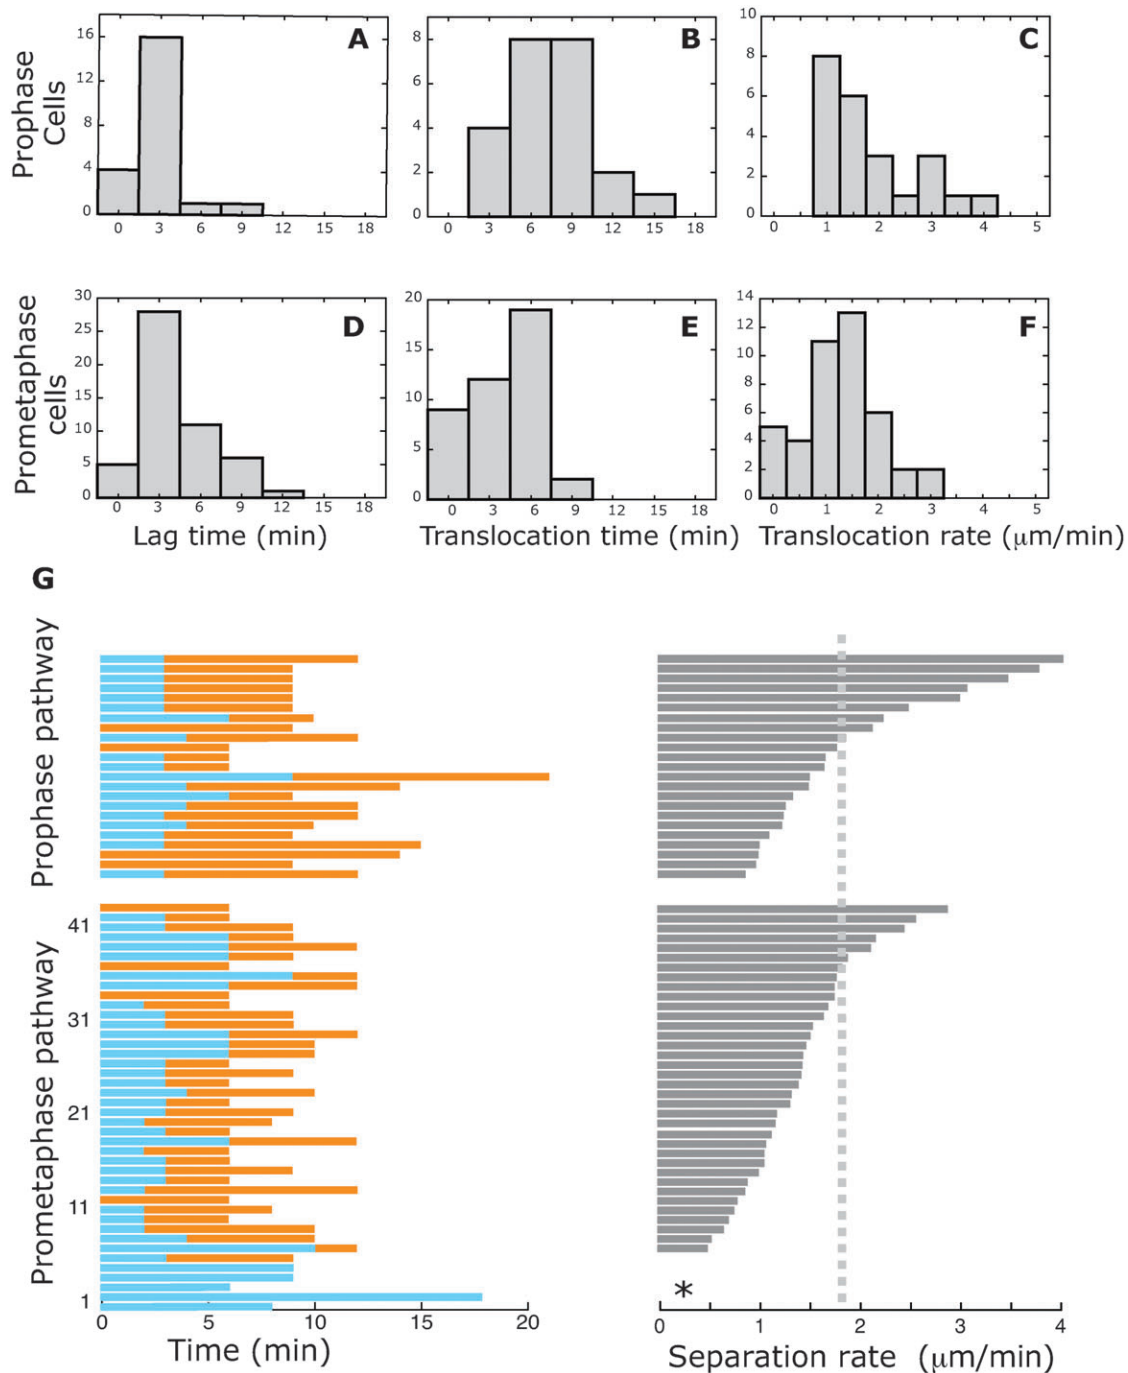 A
B
C
Prophase
Cells
16
12
8
4
0
0 3 6 9 12 15 18
8
6
4
2
0
0 3 6 9 12 15 18
10
8
6
4
2
0
0 1 2 3 4 5
D
E
F
Prometaphase
cells
30
25
20
15
10
5
0
0 3 6 9 12 15 18
Lag time (min)
20
15
10
5
0
0 3 6 9 12 15 18
Translocation time (min)
14
12
10
8
6
4
2
0
0 1 2 3 4 5
Translocation rate (μm/min)
G
Prophase pathway
Prometaphase pathway
41
31
21
11
1
0 5 10 15 20
Time (min)
*
0 1 2 3 4
Separation rate (μm/min)